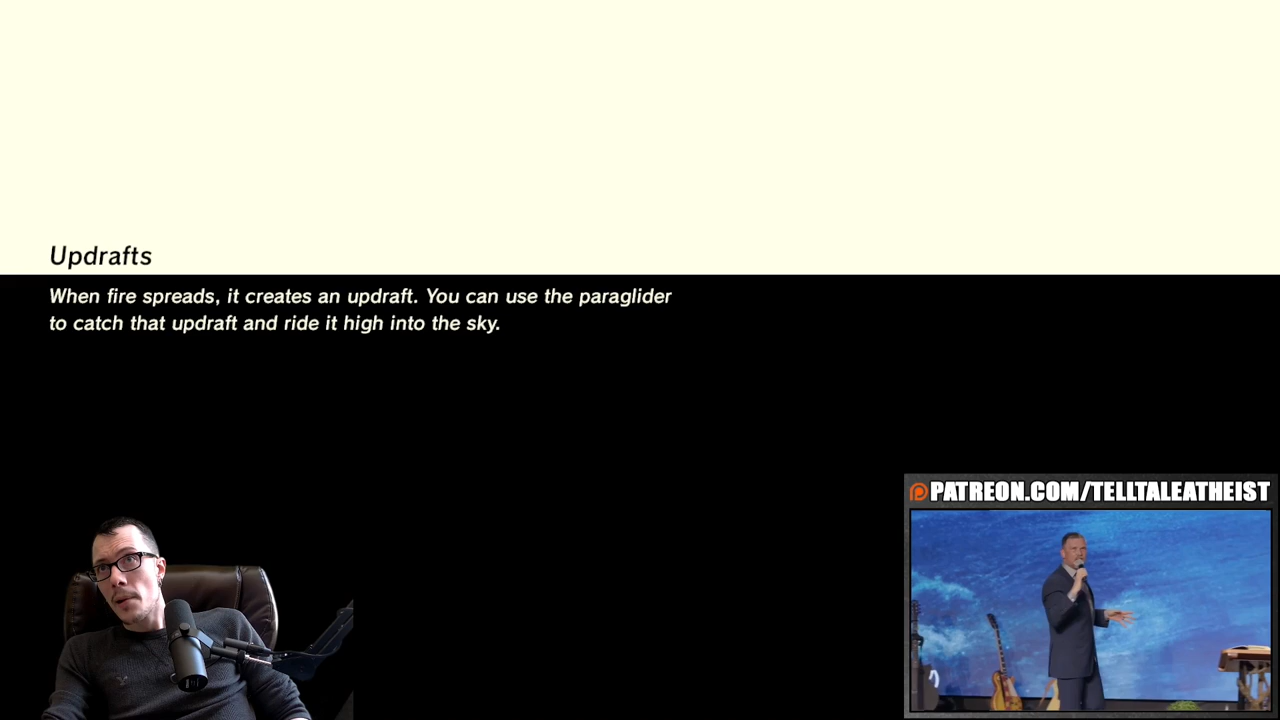 Updrafts
When fire spreads, it creates an updraft. You can use the paraglider
to catch that updraft and ride it high into the sky.
PATREON.COM/TELLTALEATHEIST